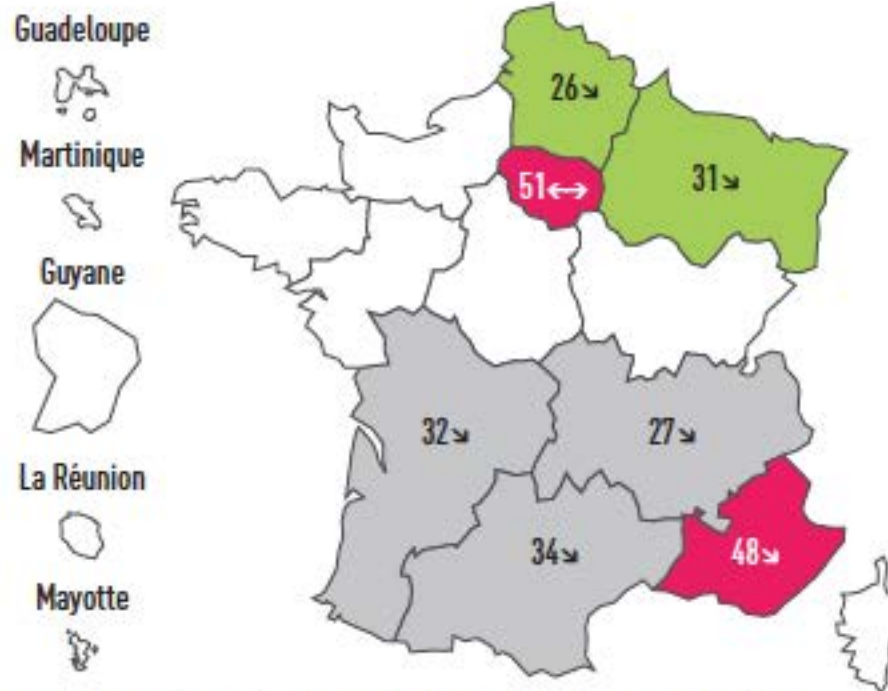 Guadeloupe
Martinique
Guyane
La Réunion
Mayotte
26↘
51↔
31↘
32↘
27↘
34↘
48↘